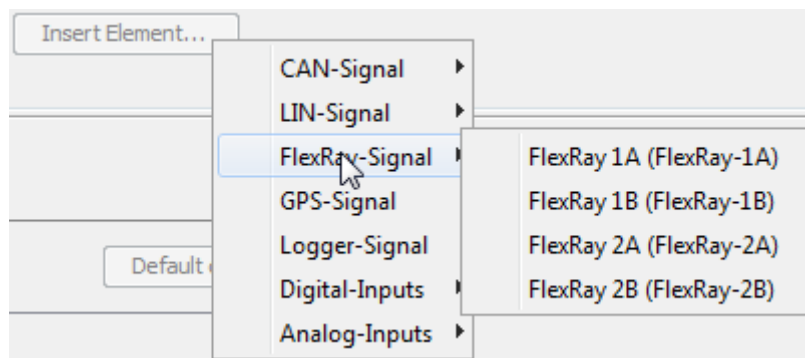 Insert Element...
CAN-Signal
LIN-Signal
FlexRay-Signal
FlexRay 1A (FlexRay-1A)
FlexRay 1B (FlexRay-1B)
FlexRay 2A (FlexRay-2A)
FlexRay 2B (FlexRay-2B)
GPS-Signal
Logger-Signal
Default
Digital-Inputs
Analog-Inputs